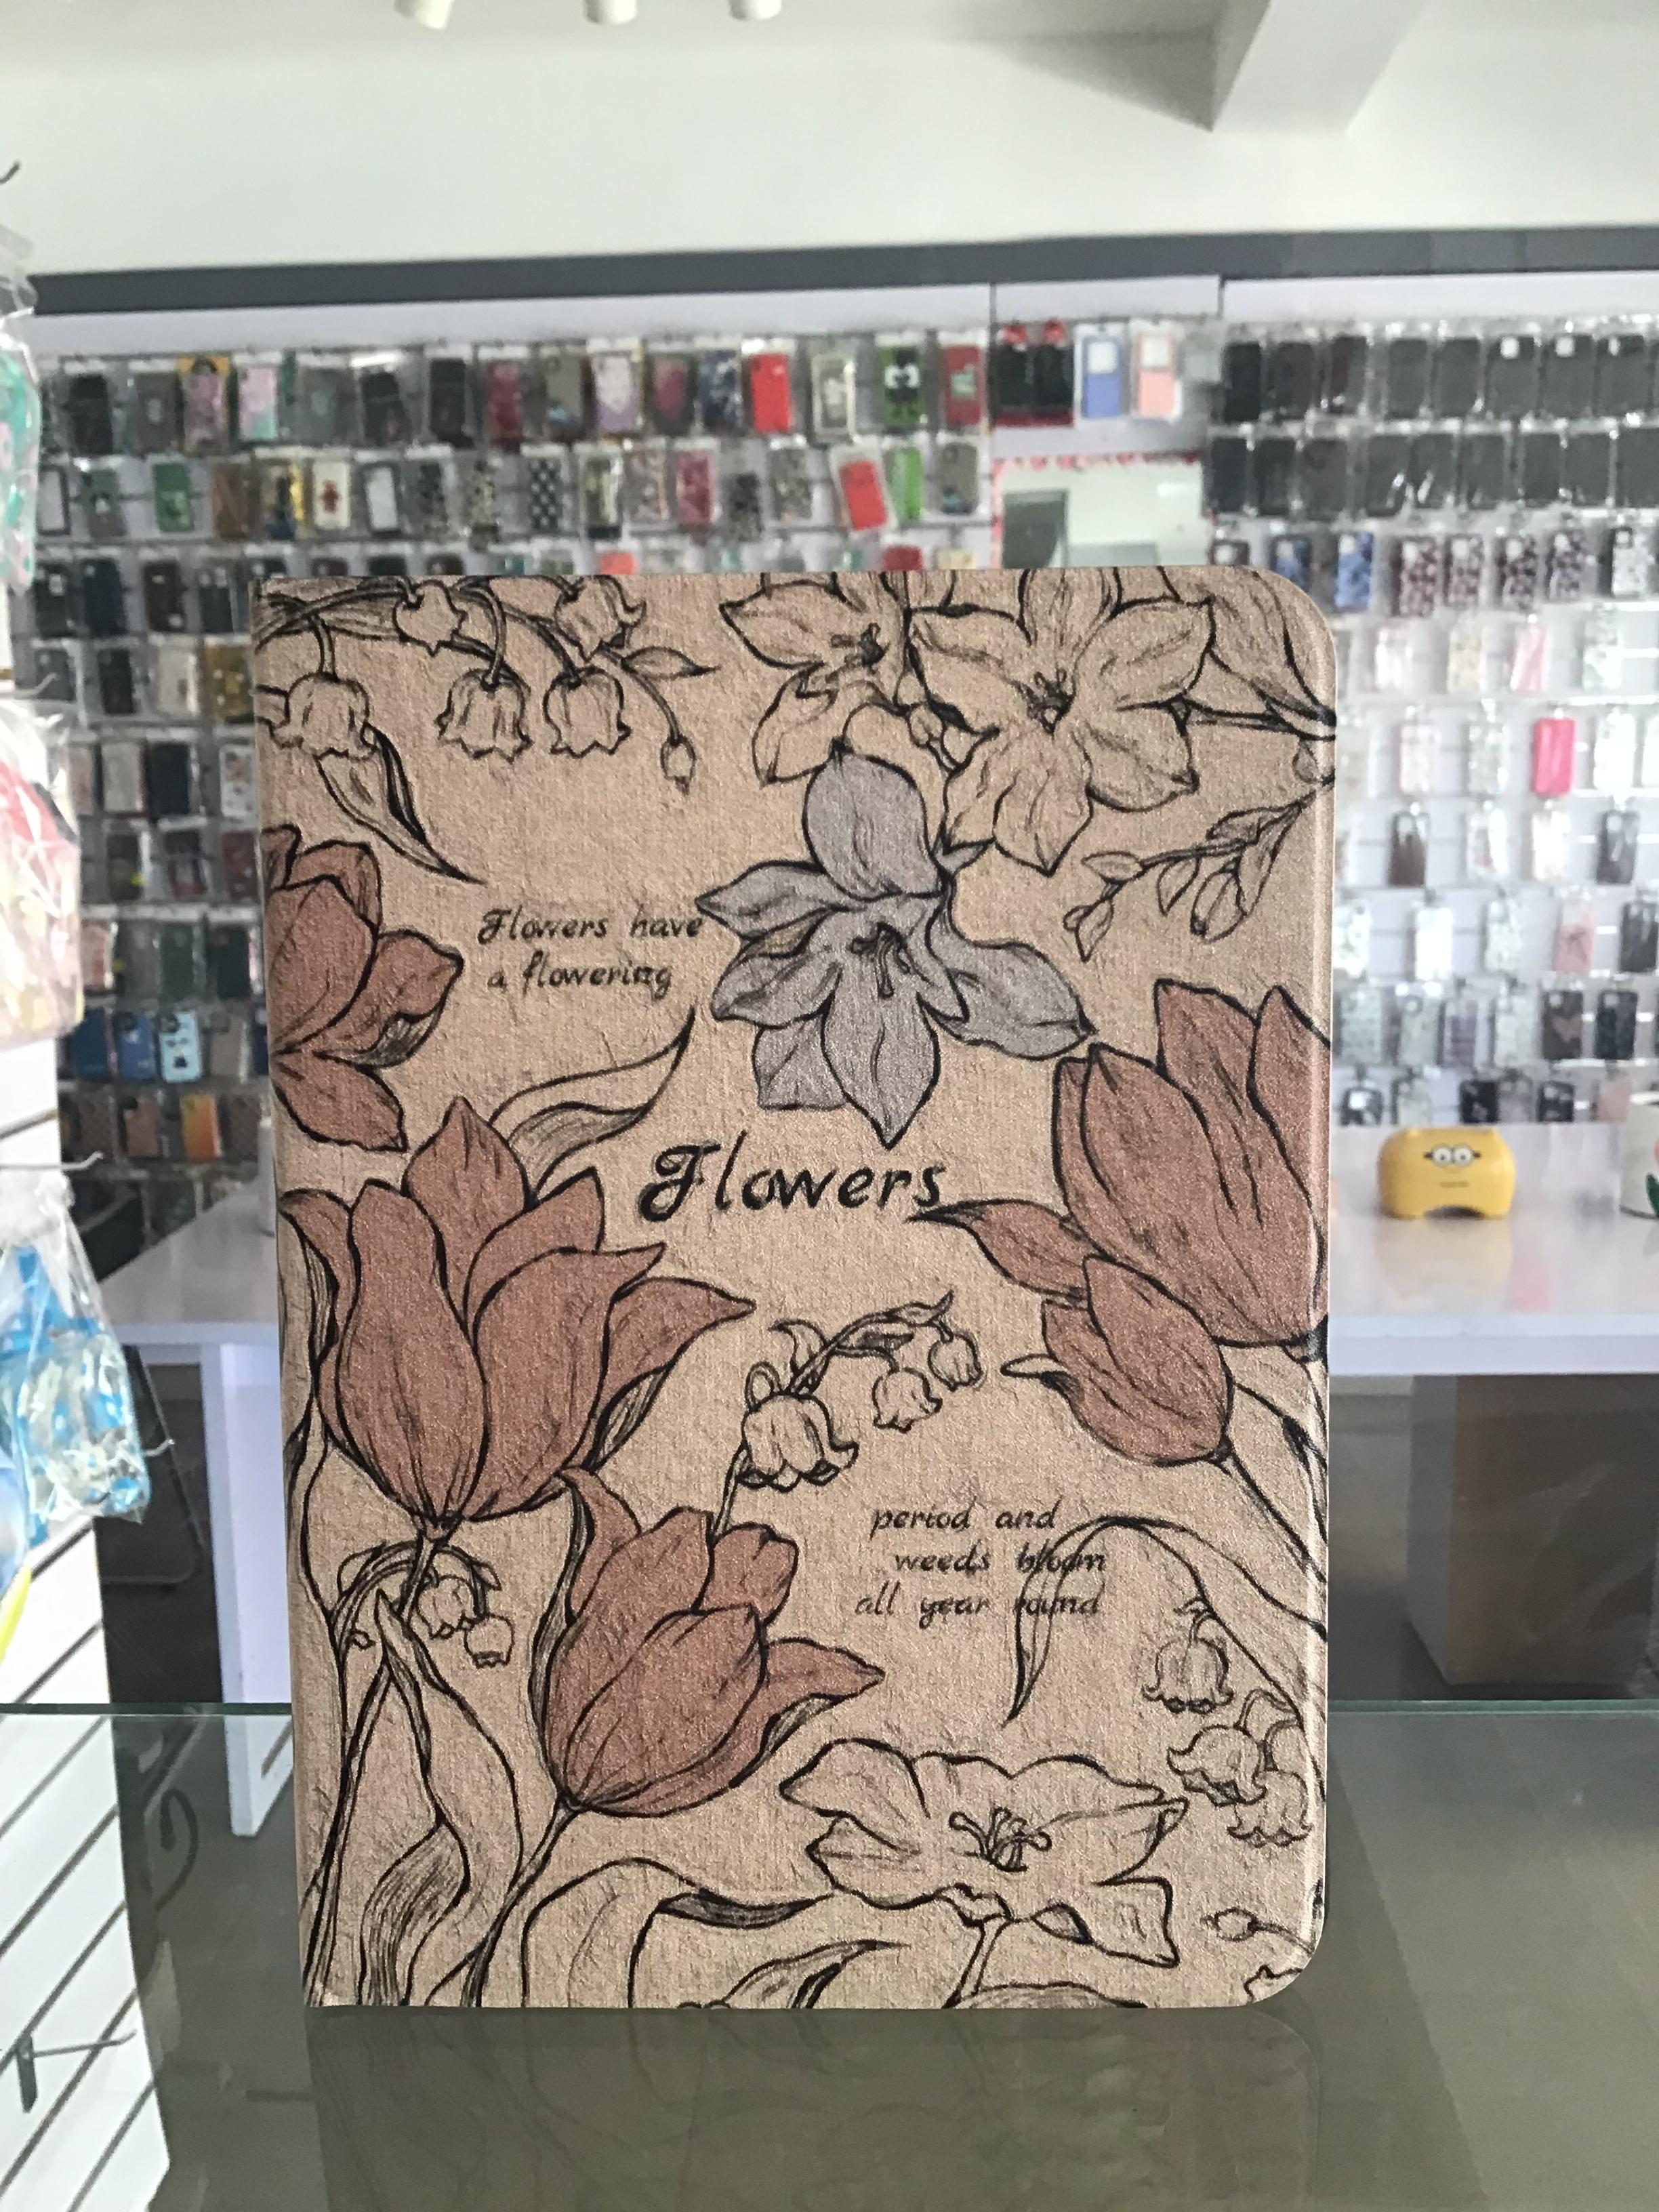 Flowers have
a flowering
Flowers
period and
weeds bloom
all year round